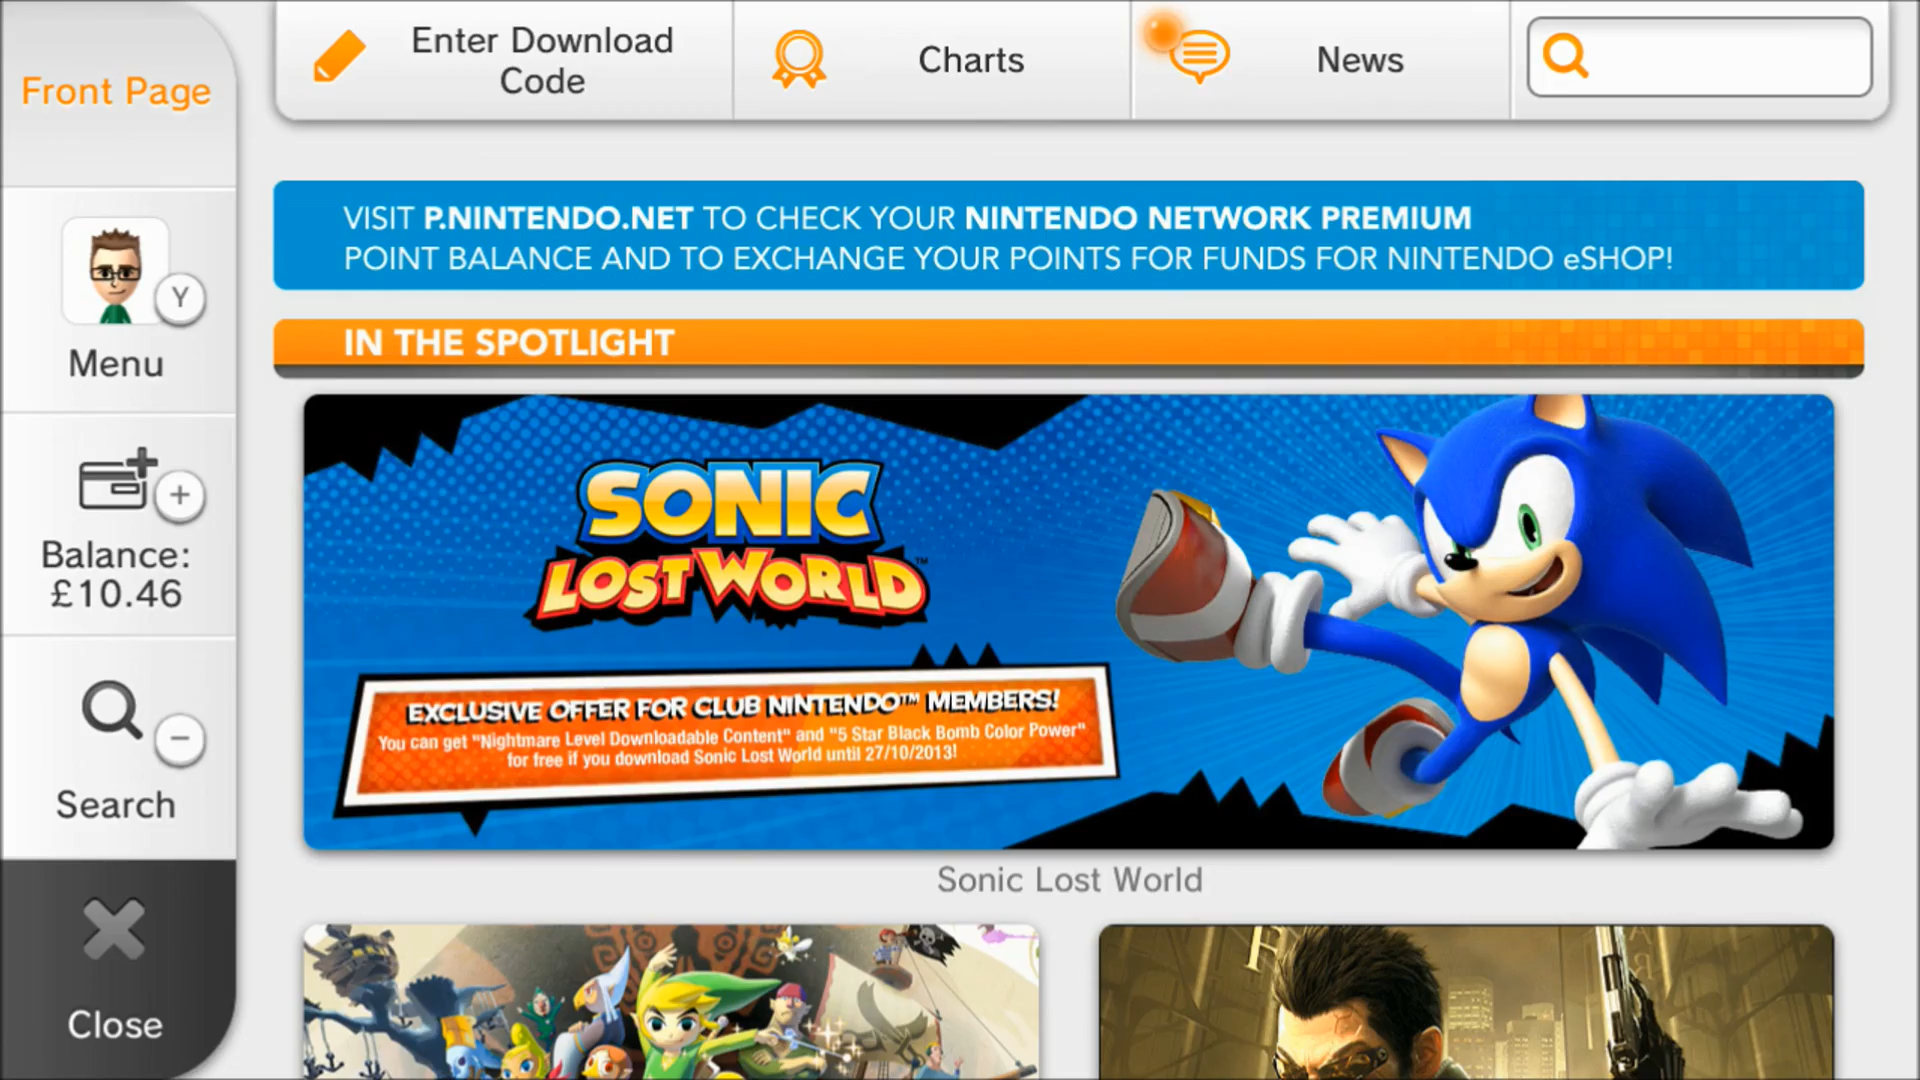 Front Page
Enter Download
Code
Charts
News
Y
Menu
+
Balance:
£10.46
−
Search
Close
VISIT P.NINTENDO.NET TO CHECK YOUR NINTENDO NETWORK PREMIUM
POINT BALANCE AND TO EXCHANGE YOUR POINTS FOR FUNDS FOR NINTENDO eSHOP!
IN THE SPOTLIGHT
SONIC
LOST WORLD™
EXCLUSIVE OFFER FOR CLUB NINTENDO™ MEMBERS!
You can get "Nightmare Level Downloadable Content" and "5 Star Black Bomb Color Power"
for free if you download Sonic Lost World until 27/10/2013!
Sonic Lost World